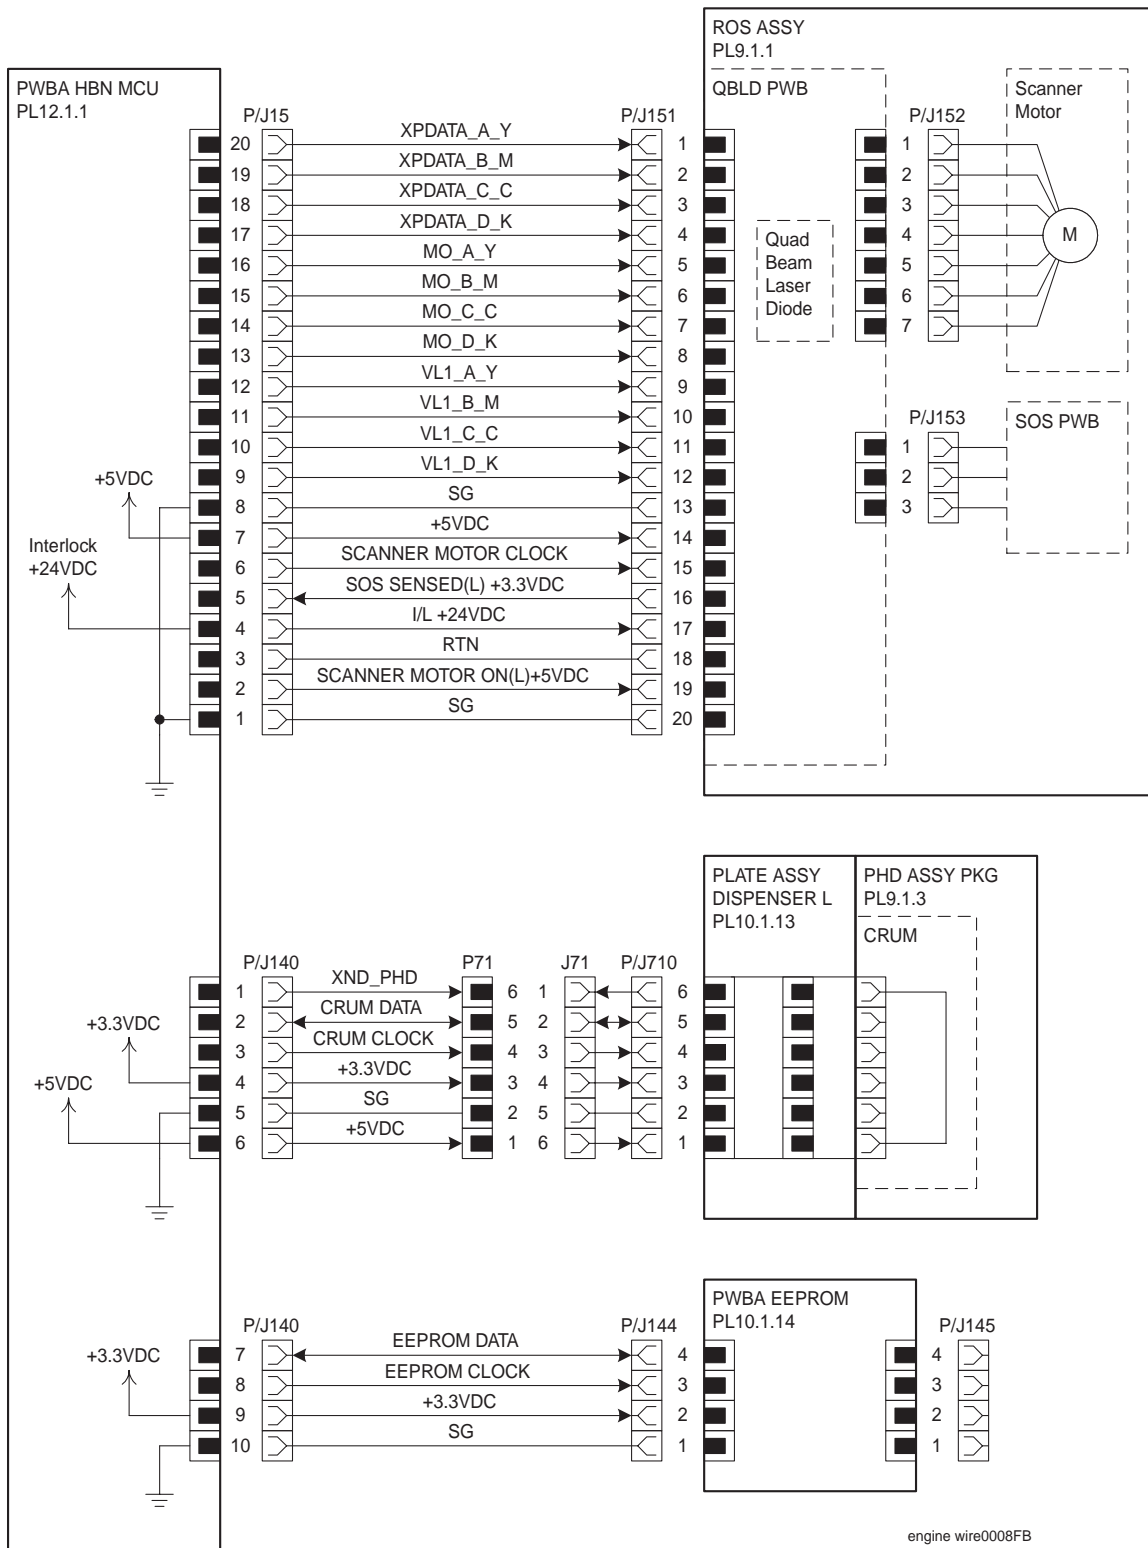 ROS ASSY
PL9.1.1
PWBA HBN MCU
PL12.1.1
QBLD PWB
Scanner
Motor
P/J15
P/J151
P/J152
20 XPDATA_A_Y 1
19 XPDATA_B_M 2
18 XPDATA_C_C 3
17 XPDATA_D_K 4
16 MO_A_Y 5
15 MO_B_M 6
14 MO_C_C 7
13 MO_D_K 8
12 VL1_A_Y 9
11 VL1_B_M 10
10 VL1_C_C 11
9 VL1_D_K 12
8 SG 13
7 +5VDC 14
6 SCANNER MOTOR CLOCK 15
5 SOS SENSED(L) +3.3VDC 16
4 I/L +24VDC 17
3 RTN 18
2 SCANNER MOTOR ON(L)+5VDC 19
1 SG 20
+5VDC
Interlock
+24VDC
Quad
Beam
Laser
Diode
1
2
3
4
5
6
7
M
P/J153
SOS PWB
1
2
3
PLATE ASSY
DISPENSER L
PL10.1.13
PHD ASSY PKG
PL9.1.3
CRUM
P/J140
P71
J71
P/J710
1 XND_PHD 6 1 6
2 CRUM DATA 5 2 5
3 CRUM CLOCK 4 3 4
4 +3.3VDC 3 4 3
5 SG 2 5 2
6 +5VDC 1 6 1
+3.3VDC
+5VDC
PWBA EEPROM
PL10.1.14
P/J140
P/J144
P/J145
7 EEPROM DATA 4 4
8 EEPROM CLOCK 3 3
9 +3.3VDC 2 2
10 SG 1 1
+3.3VDC
engine wire0008FB